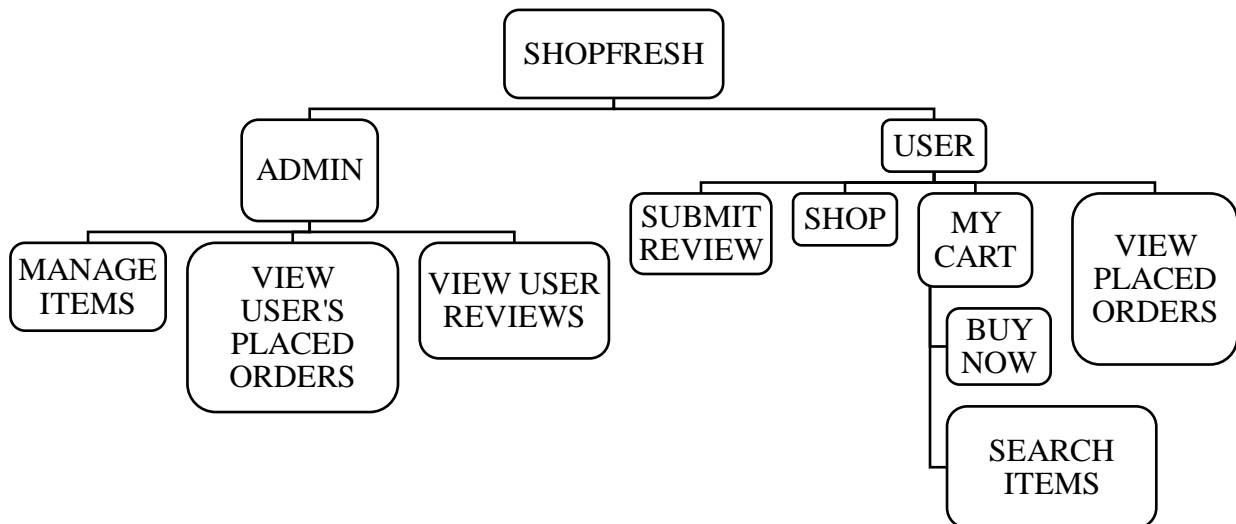 SHOPFRESH
ADMIN
USER
MANAGE
ITEMS
VIEW
USER'S
PLACED
ORDERS
VIEW USER
REVIEWS
SUBMIT
REVIEW
SHOP
MY
CART
BUY
NOW
SEARCH
ITEMS
VIEW
PLACED
ORDERS